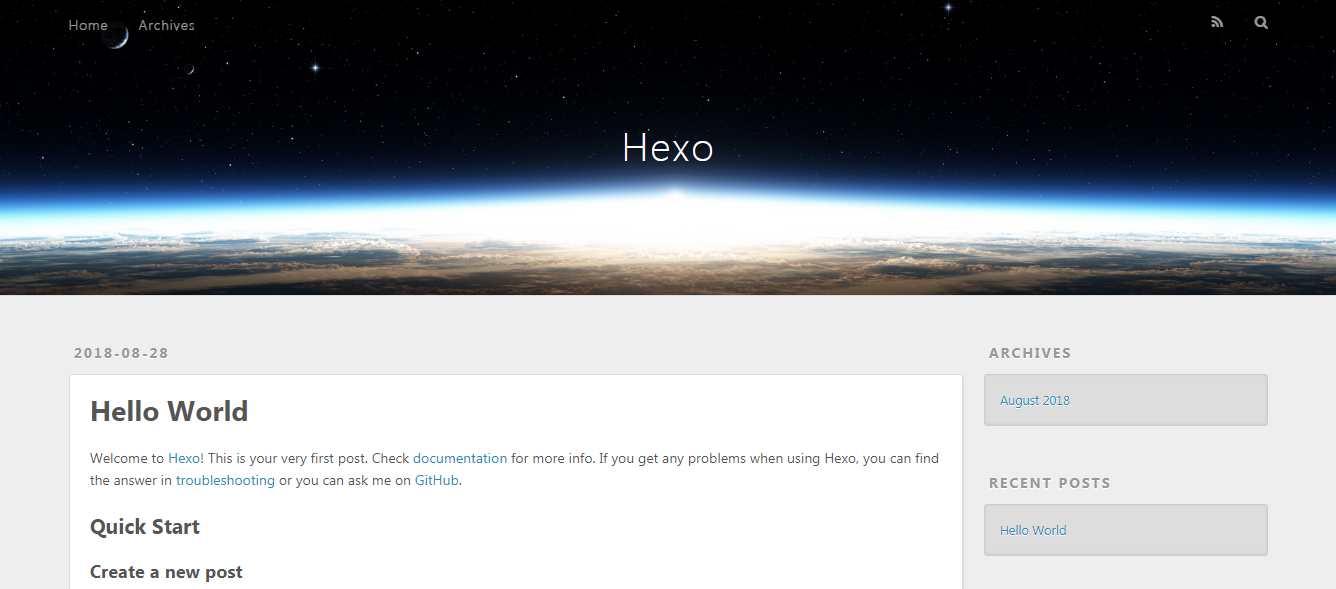 Home
Archives
Hexo
2018-08-28
Hello World
Welcome to Hexo! This is your very first post. Check documentation for more info. If you get any problems when using Hexo, you can find
the answer in troubleshooting or you can ask me on GitHub.
Quick Start
Create a new post
ARCHIVES
August 2018
RECENT POSTS
Hello World